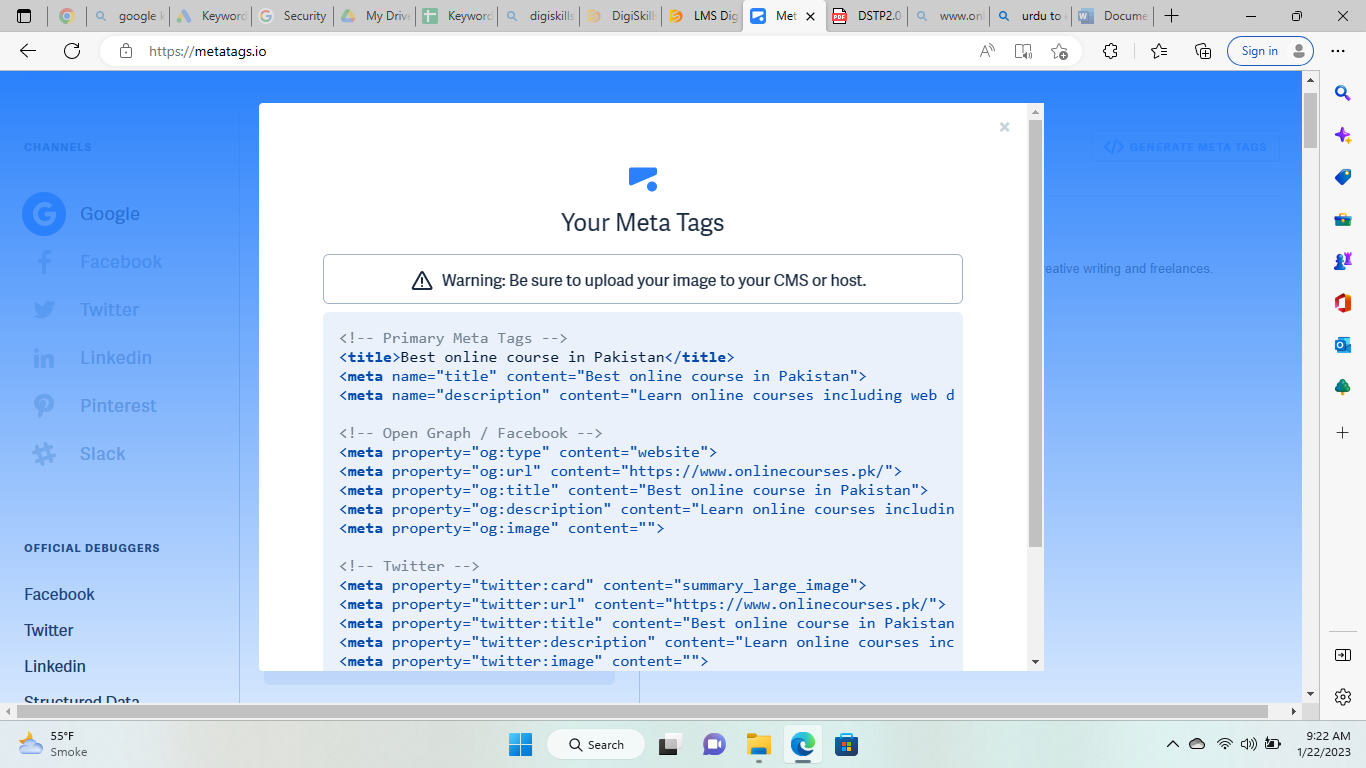 google k
Keyword
Security
My Drive
Keyword
digiskills
DigiSkills
LMS Dig
Met
DSTP2.0
www.onl
urdu to
Docume
https://metatags.io
Sign in
CHANNELS
Google
Facebook
Twitter
Linkedin
Pinterest
Slack
OFFICIAL DEBUGGERS
Facebook
Twitter
Linkedin
Structured Data
</> GENERATE META TAGS
eative writing and freelances.
Your Meta Tags
Warning: Be sure to upload your image to your CMS or host.
<!-- Primary Meta Tags -->
<title>Best online course in Pakistan</title>
<meta name="title" content="Best online course in Pakistan">
<meta name="description" content="Learn online courses including web d
<!-- Open Graph / Facebook -->
<meta property="og:type" content="website">
<meta property="og:url" content="https://www.onlinecourses.pk/">
<meta property="og:title" content="Best online course in Pakistan">
<meta property="og:description" content="Learn online courses includin
<meta property="og:image" content="">
<!-- Twitter -->
<meta property="twitter:card" content="summary_large_image">
<meta property="twitter:url" content="https://www.onlinecourses.pk/">
<meta property="twitter:title" content="Best online course in Pakistan
<meta property="twitter:description" content="Learn online courses inc
<meta property="twitter:image" content="">
55°F
Smoke
Search
9:22 AM
1/22/2023